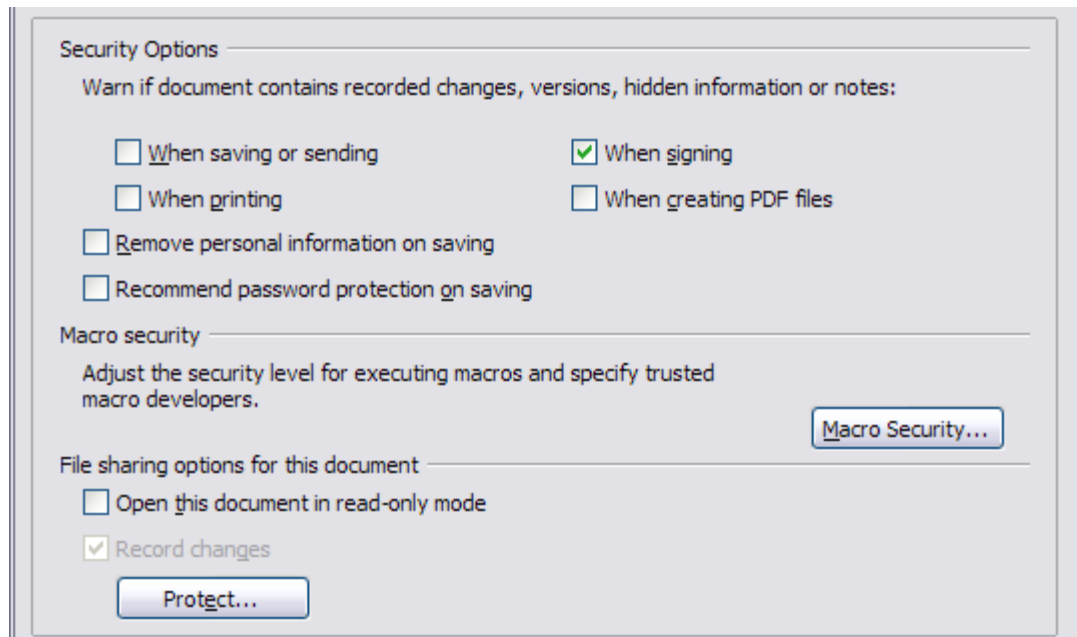 Security Options
Warn if document contains recorded changes, versions, hidden information or notes:
When saving or sending
When signing
When printing
When creating PDF files
Remove personal information on saving
Recommend password protection on saving
Macro security
Adjust the security level for executing macros and specify trusted
macro developers.
Macro Security...
File sharing options for this document
Open this document in read-only mode
Record changes
Protect...